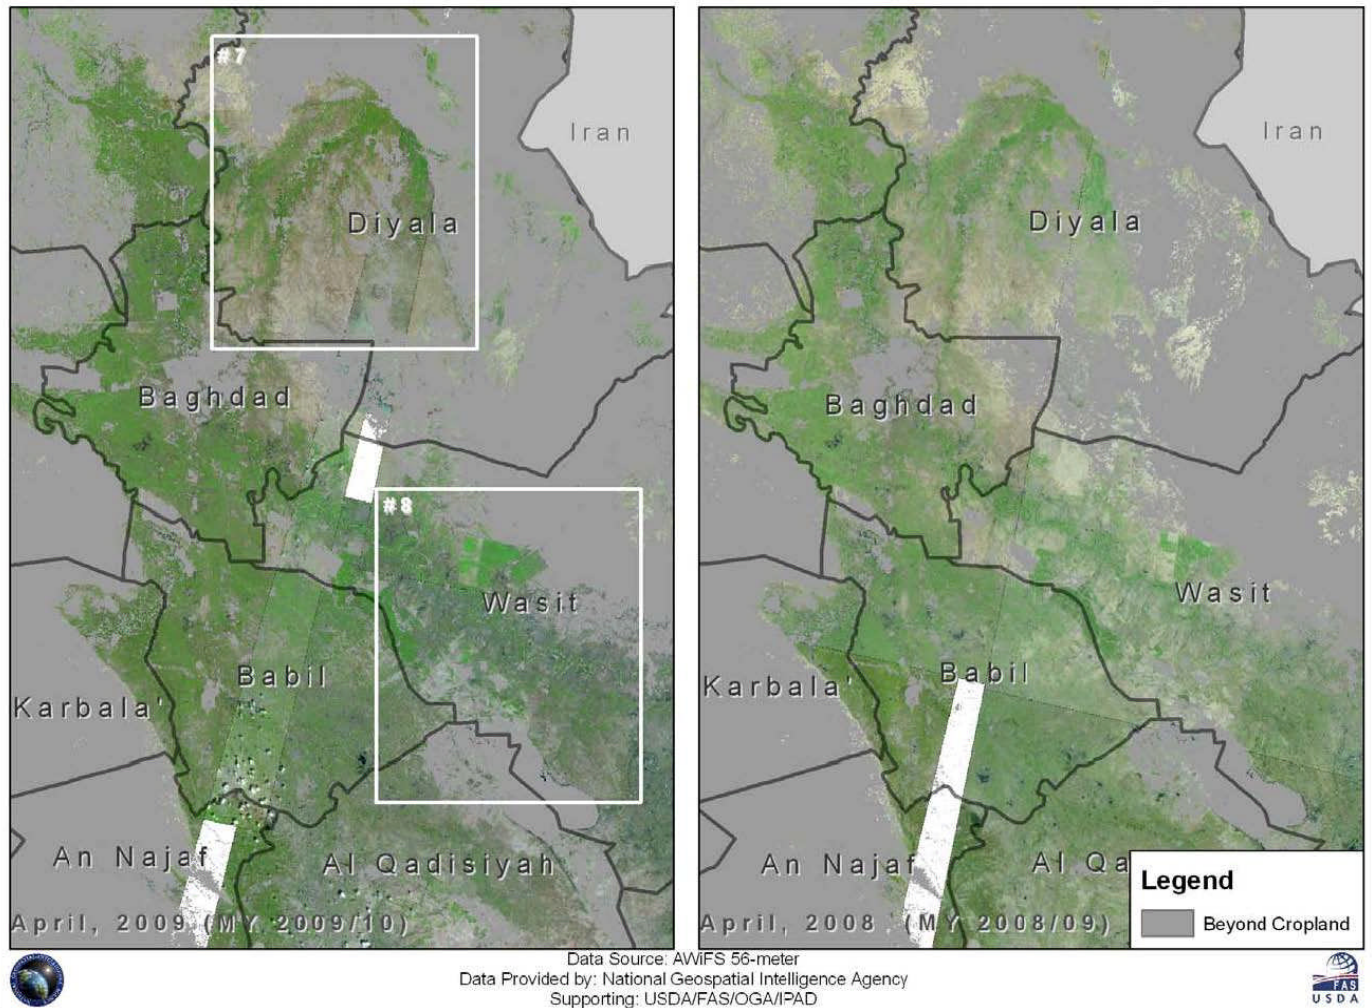 #7
Iran
Diyala
Baghdad
#8
Wasit
Babil
Karbala'
An Najaf
Al Qadisiyah
April, 2009 (MY 2009/10)
Iran
Diyala
Baghdad
Wasit
Babil
Karbala'
An Najaf
Al Qa
April, 2008 (MY 2008/09)
Legend
Beyond Cropland
Data Source: AWiFS 56-meter
Data Provided by: National Geospatial Intelligence Agency
Supporting: USDA/FAS/OGA/IPAD
FAS
USDA